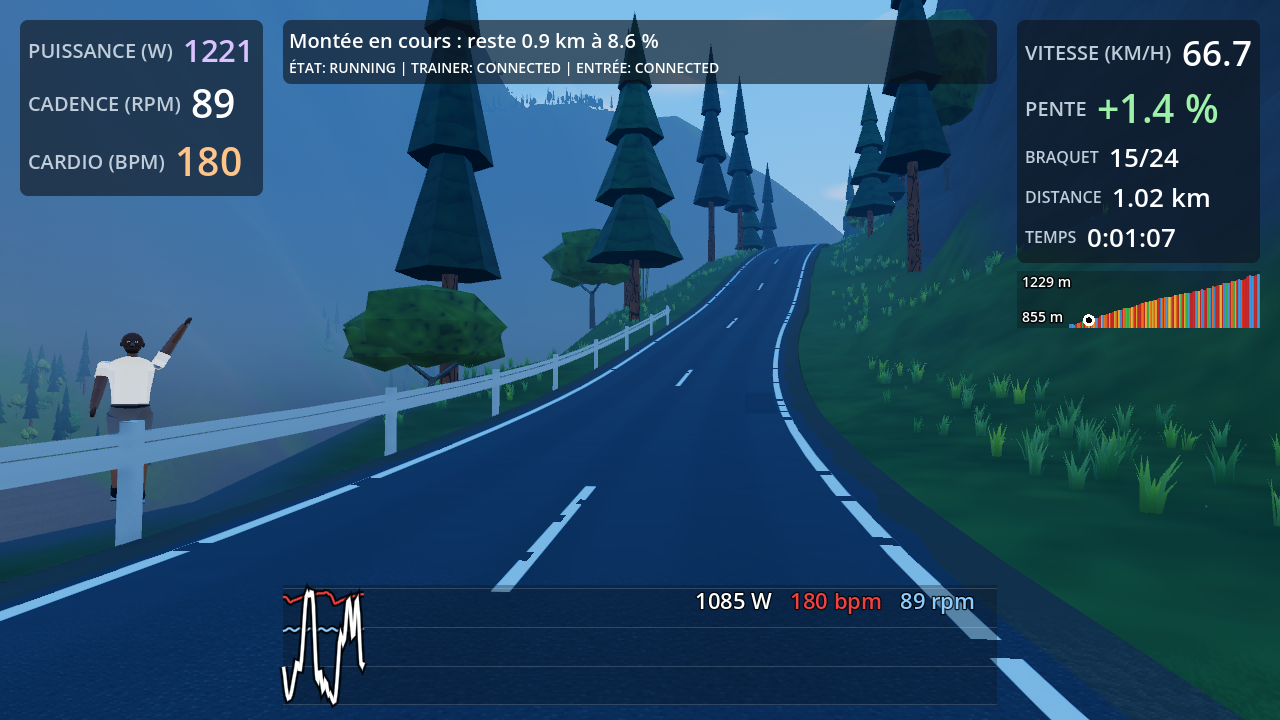 PUISSANCE (W) 1221
CADENCE (RPM) 89
CARDIO (BPM) 180
Montée en cours : reste 0.9 km à 8.6 %
ÉTAT: RUNNING | TRAINER: CONNECTED | ENTRÉE: CONNECTED
VITESSE (KM/H) 66.7
PENTE +1.4 %
BRAQUET 15/24
DISTANCE 1.02 km
TEMPS 0:01:07
1229 m
855 m
1085 W 180 bpm 89 rpm